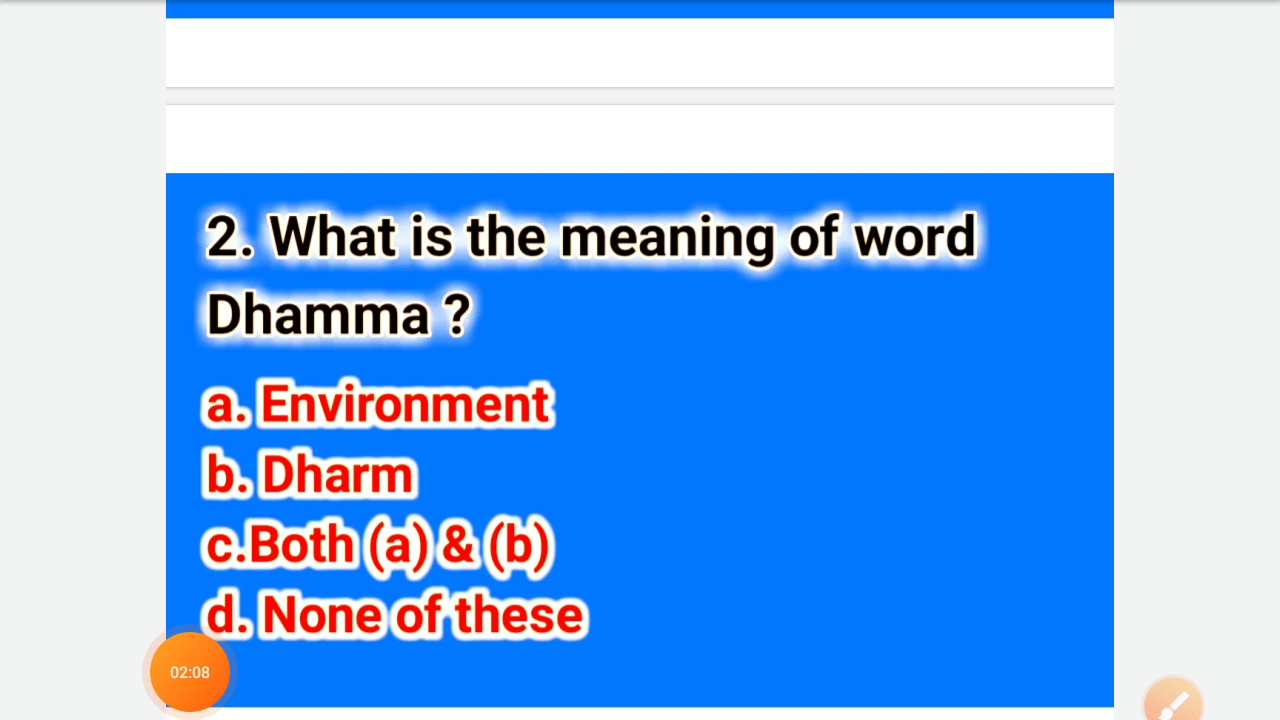 2. What is the meaning of word
Dhamma ?
a. Environment
b. Dharm
c.Both (a) & (b)
d. None of these
02:08